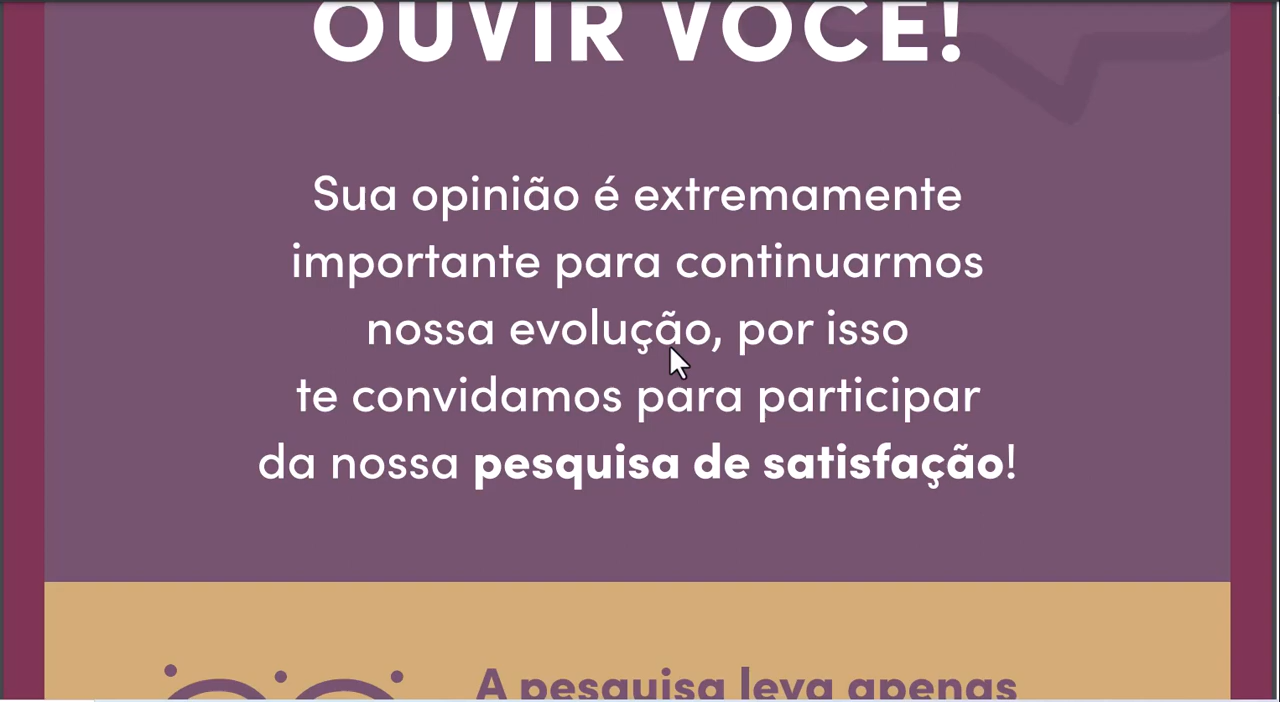 OUVIR VOCÊ!
Sua opinião é extremamente
importante para continuarmos
nossa evolução, por isso
te convidamos para participar
da nossa pesquisa de satisfação!
A pesquisa leva apenas